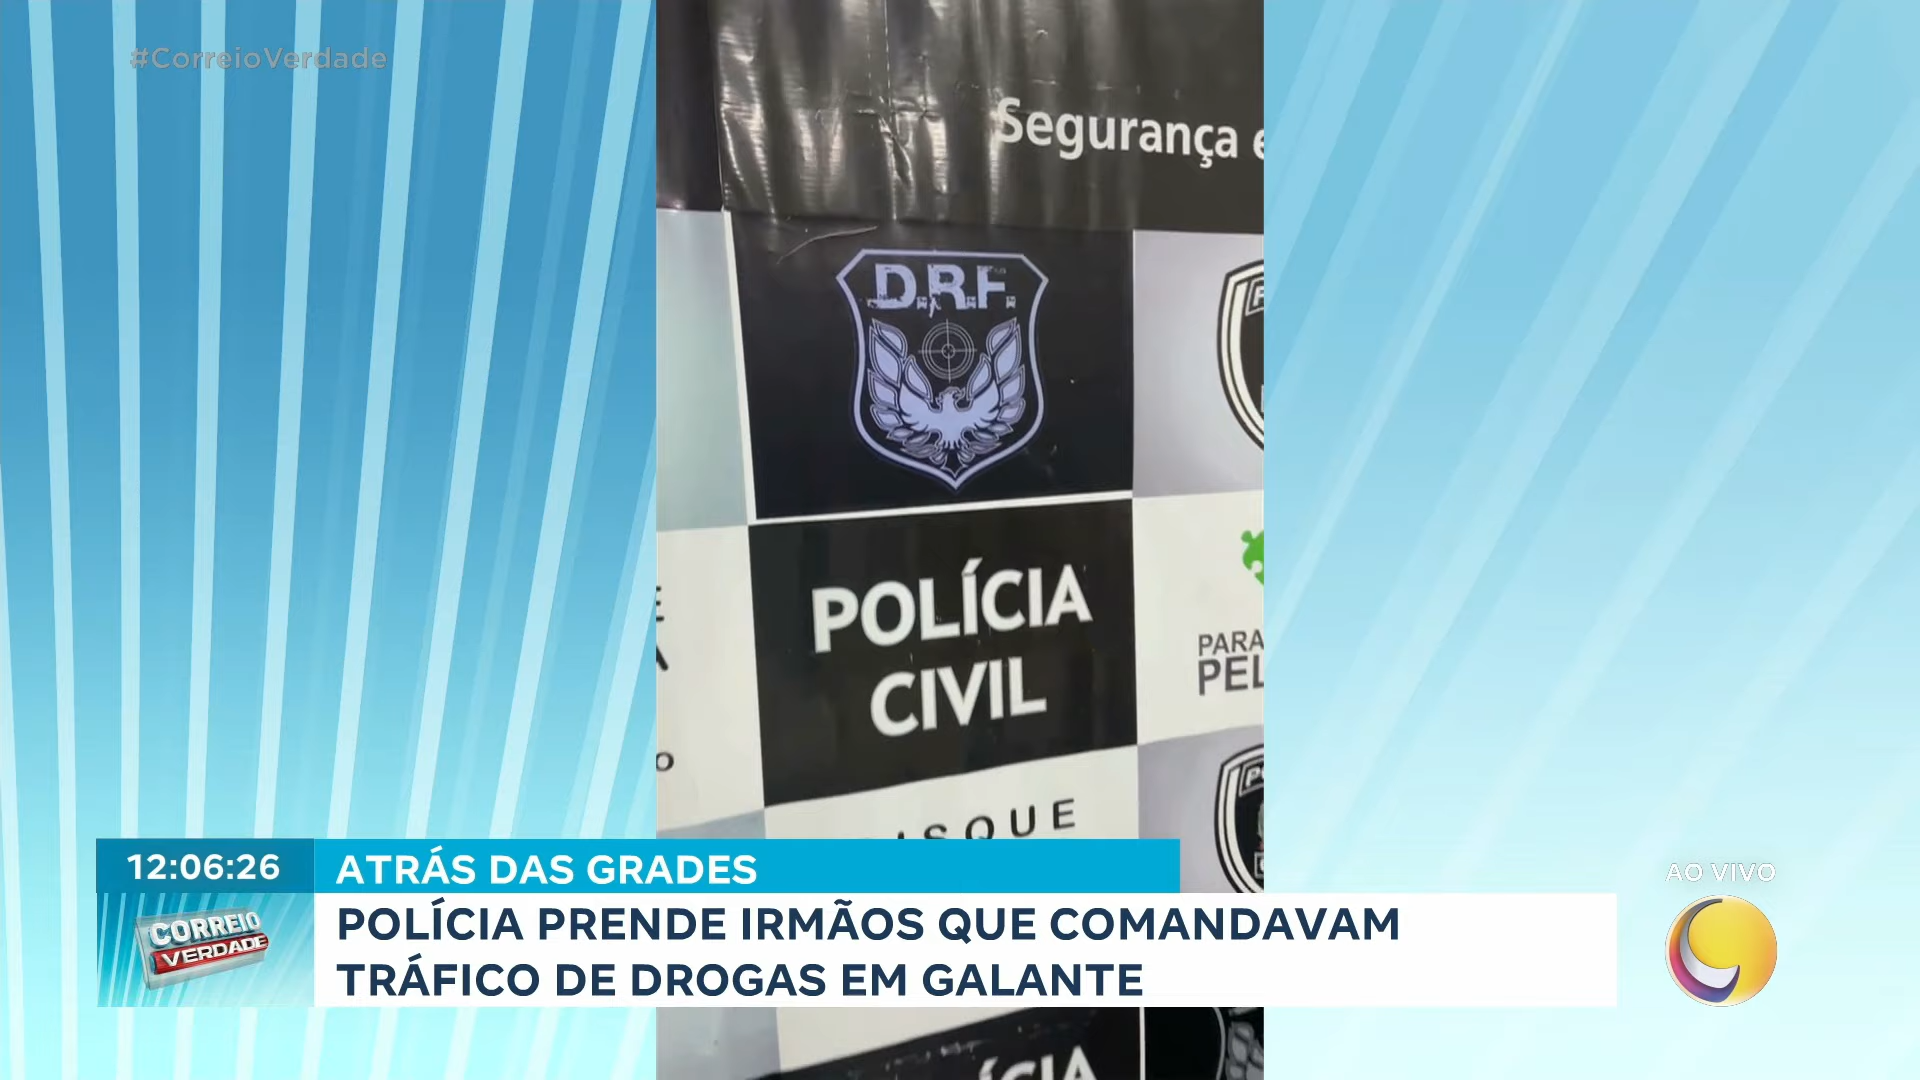 #CorreioVerdade
Segurança e
D.R.F.
POLÍCIA
CIVIL
PARA
PEL
12:06:26
ATRÁS DAS GRADES
AO VIVO
CORREIO
VERDADE
POLÍCIA PRENDE IRMÃOS QUE COMANDAVAM
TRÁFICO DE DROGAS EM GALANTE